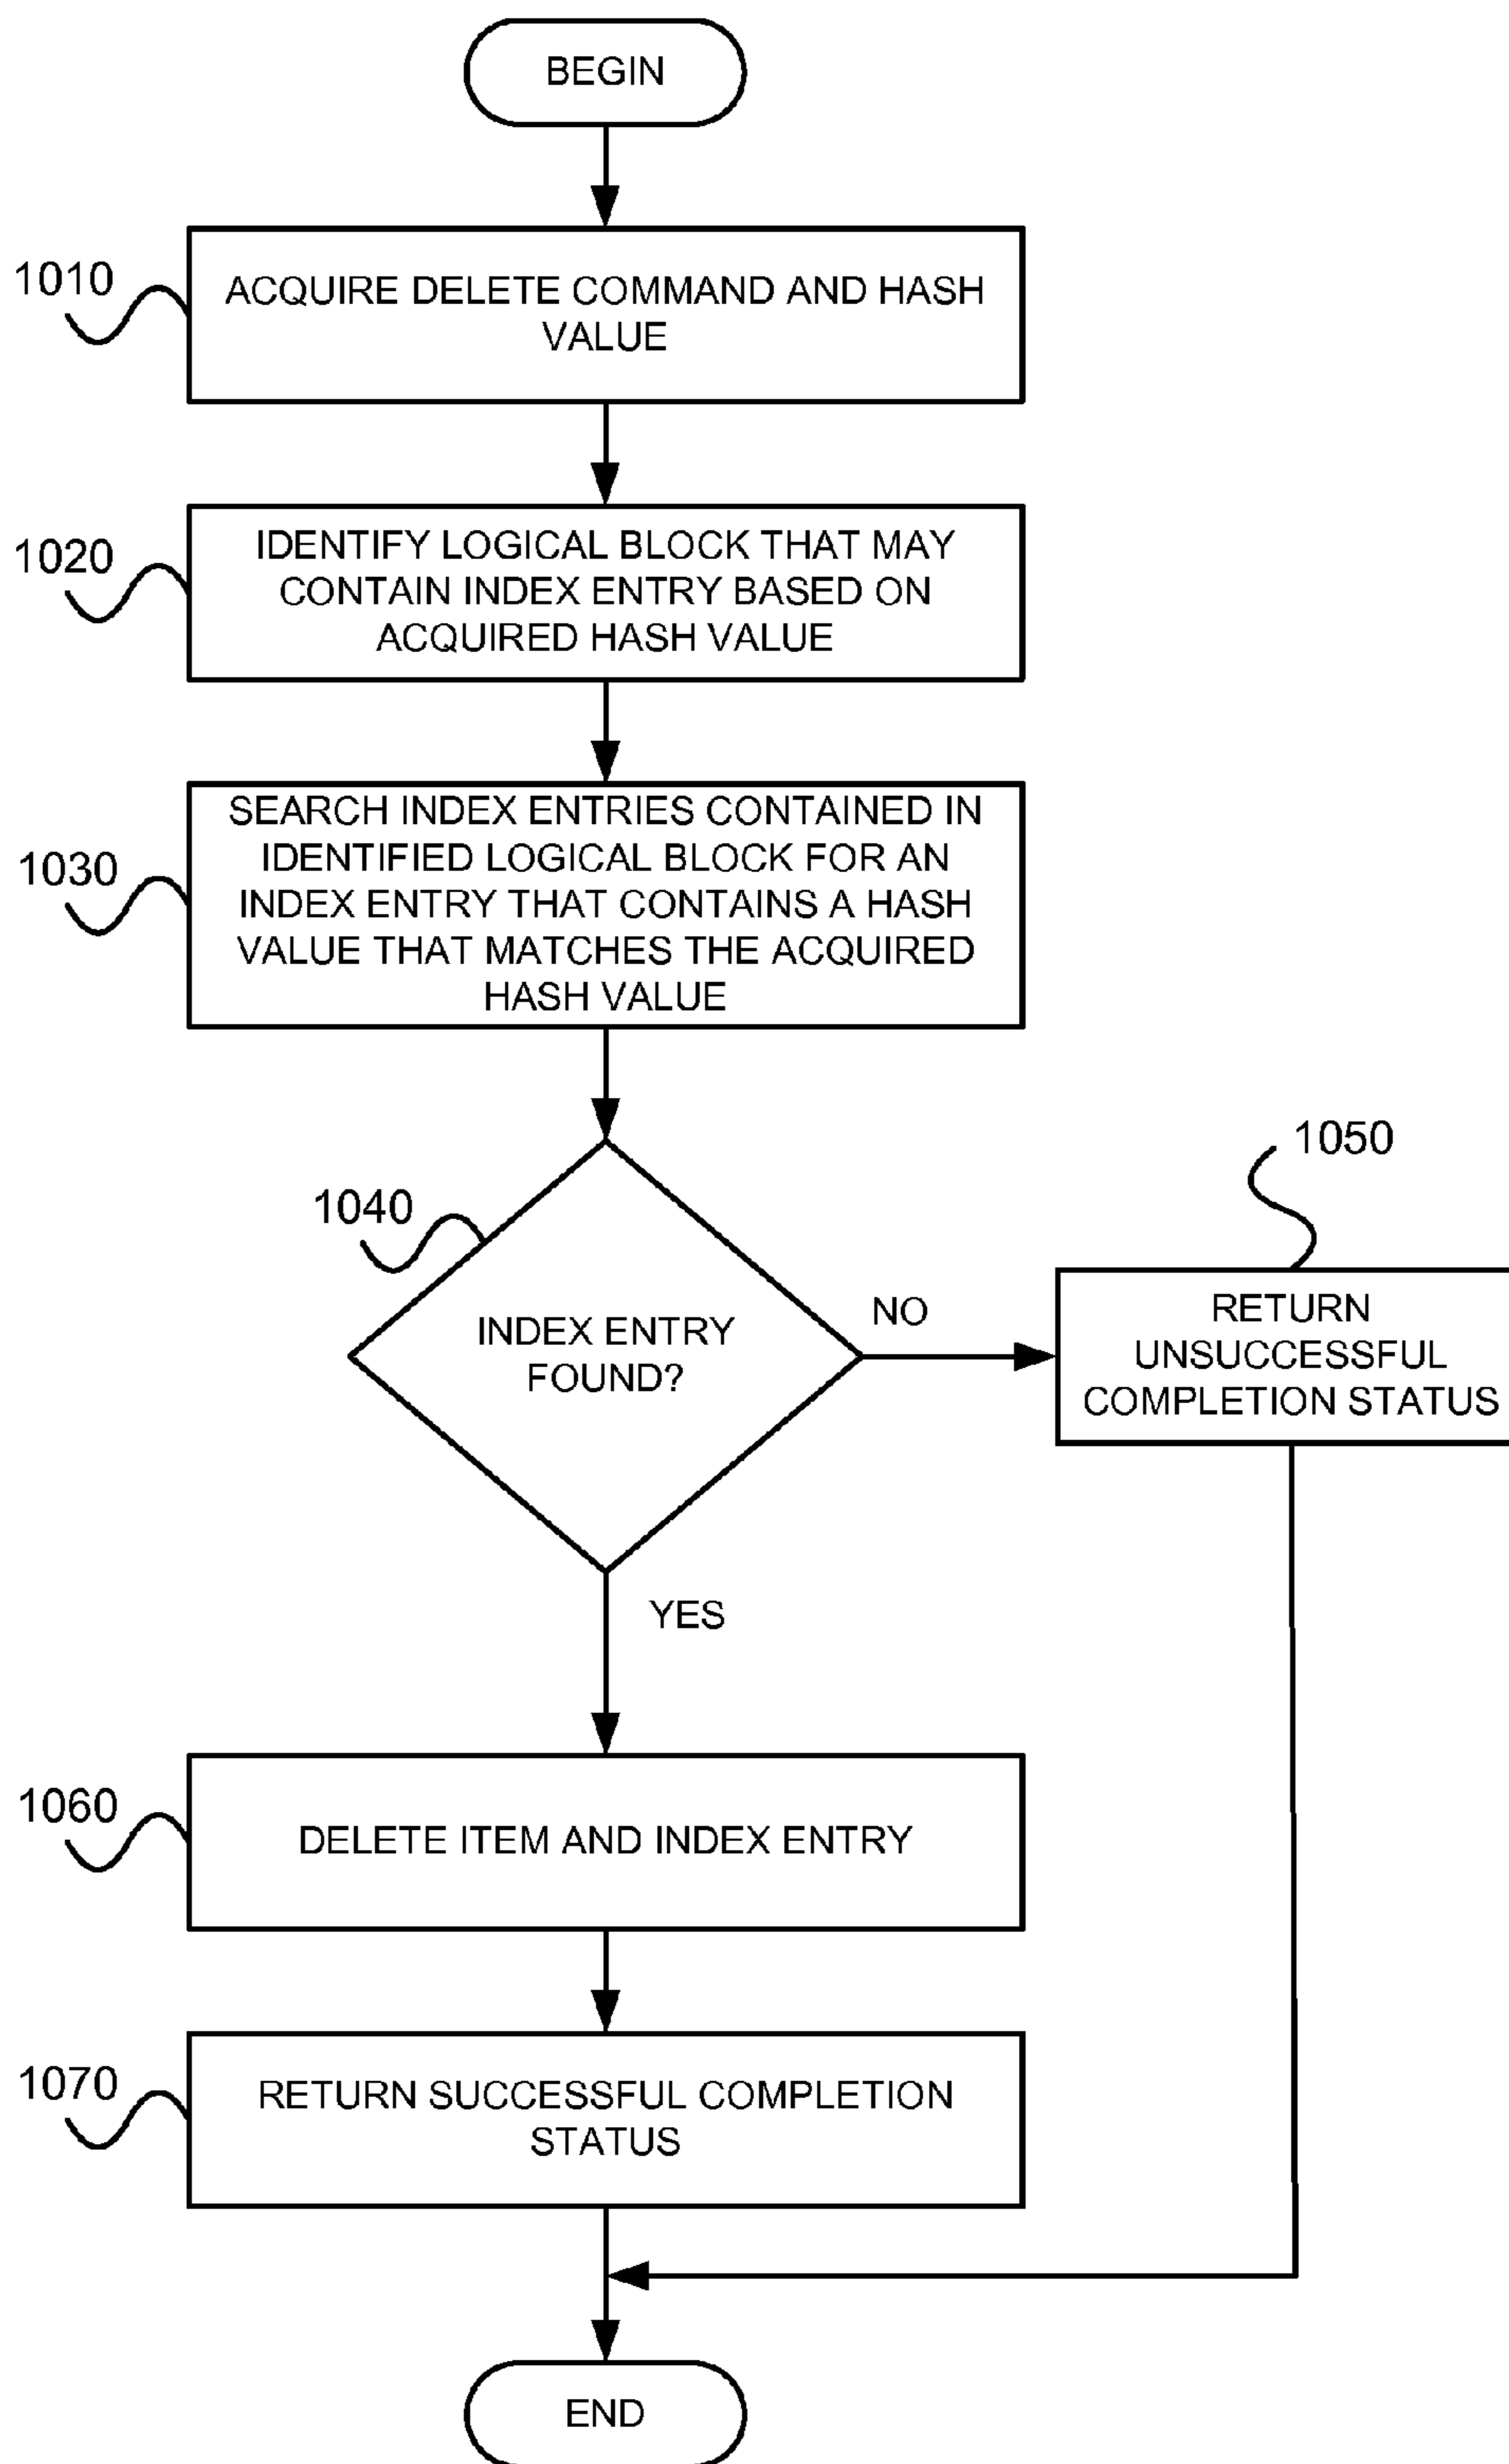 BEGIN
1010
ACQUIRE DELETE COMMAND AND HASH
VALUE
1020
IDENTIFY LOGICAL BLOCK THAT MAY
CONTAIN INDEX ENTRY BASED ON
ACQUIRED HASH VALUE
1030
SEARCH INDEX ENTRIES CONTAINED IN
IDENTIFIED LOGICAL BLOCK FOR AN
INDEX ENTRY THAT CONTAINS A HASH
VALUE THAT MATCHES THE ACQUIRED
HASH VALUE
1040
INDEX ENTRY
FOUND?
NO
1050
RETURN
UNSUCCESSFUL
COMPLETION STATUS
YES
1060
DELETE ITEM AND INDEX ENTRY
1070
RETURN SUCCESSFUL COMPLETION
STATUS
END